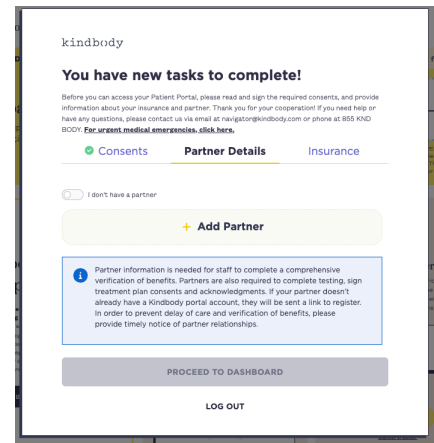 kindbody
You have new tasks to complete!
Before you can access your Patient Portal, please read and sign the required consents, and provide
information about your insurance and partner. Thank you for your cooperation! If you need help or
have any questions, please contact us via email at navigator@kindbody.com or phone at 855 KND
BODY. For urgent medical emergencies, click here.
Consents Partner Details Insurance
I don't have a partner
+ Add Partner
Partner information is needed for staff to complete a comprehensive
verification of benefits. Partners are also required to complete testing, sign
treatment plan consents and acknowledgments. If your partner doesn't
already have a Kindbody portal account, they will be sent a link to register.
In order to prevent delay of care and verification of benefits, please
provide timely notice of partner relationships.
PROCEED TO DASHBOARD
LOG OUT